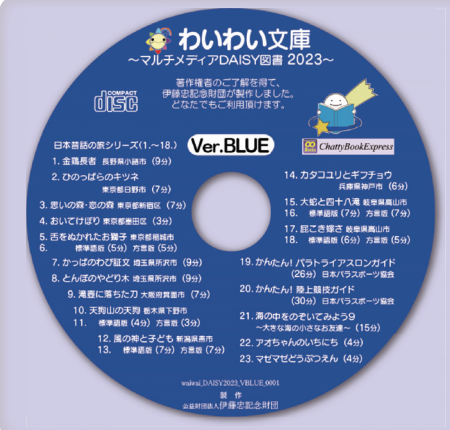 わいわい文庫
～マルチメディアDAISY図書 2023～
著作権者のご了解を得て、
伊藤忠記念財団が製作しました。
どなたでもご利用頂けます。
COMPACT
disc
Ver.BLUE
ChattyBookExpress
日本昔話の旅シリーズ(1.～18.)
1. 金鶏長者 長野県小諸市 (9分)
2. ひのっぱらのキツネ
東京都日野市 (7分)
3. 思いの森・恋の森 東京都新宿区 (7分)
4. おいてけぼり 東京都墨田区 (3分)
5. 舌をぬかれたお獅子 東京都稲城市
6. 標準語版 (5分) 方言版 (5分)
7. かっぱのわび証文 埼玉県所沢市 (9分)
8. とんぼのやどり木 埼玉県所沢市 (9分)
9. 滝壺に落ちた刀 大阪府箕面市 (7分)
10. 天狗山の天狗 栃木県下野市
11. 標準語版 (4分) 方言版 (3分)
12. 風の神と子ども 新潟県燕市
13. 標準語版 (7分) 方言版 (7分)
14. カタコユリとギフチョウ
兵庫県神戸市 (6分)
15. 大蛇と四十八滝 岐阜県高山市
16. 標準語版 (7分) 方言版 (7分)
17. 屁こき嫁さ 岐阜県高山市
18. 標準語版 (6分) 方言版 (5分)
19. かんたん! パラトライアスロンガイド
(26分) 日本パラスポーツ協会
20. かんたん! 陸上競技ガイド
(30分) 日本パラスポーツ協会
21. 海の中をのぞいてみよう9
～大きな海の小さなお友達～ (15分)
22. アオちゃんのいちにち (4分)
23. マゼマゼどうぶつえん (4分)
waiwai_DAISY2023_VBLUE_0001
製 作
公益財団法人伊藤忠記念財団